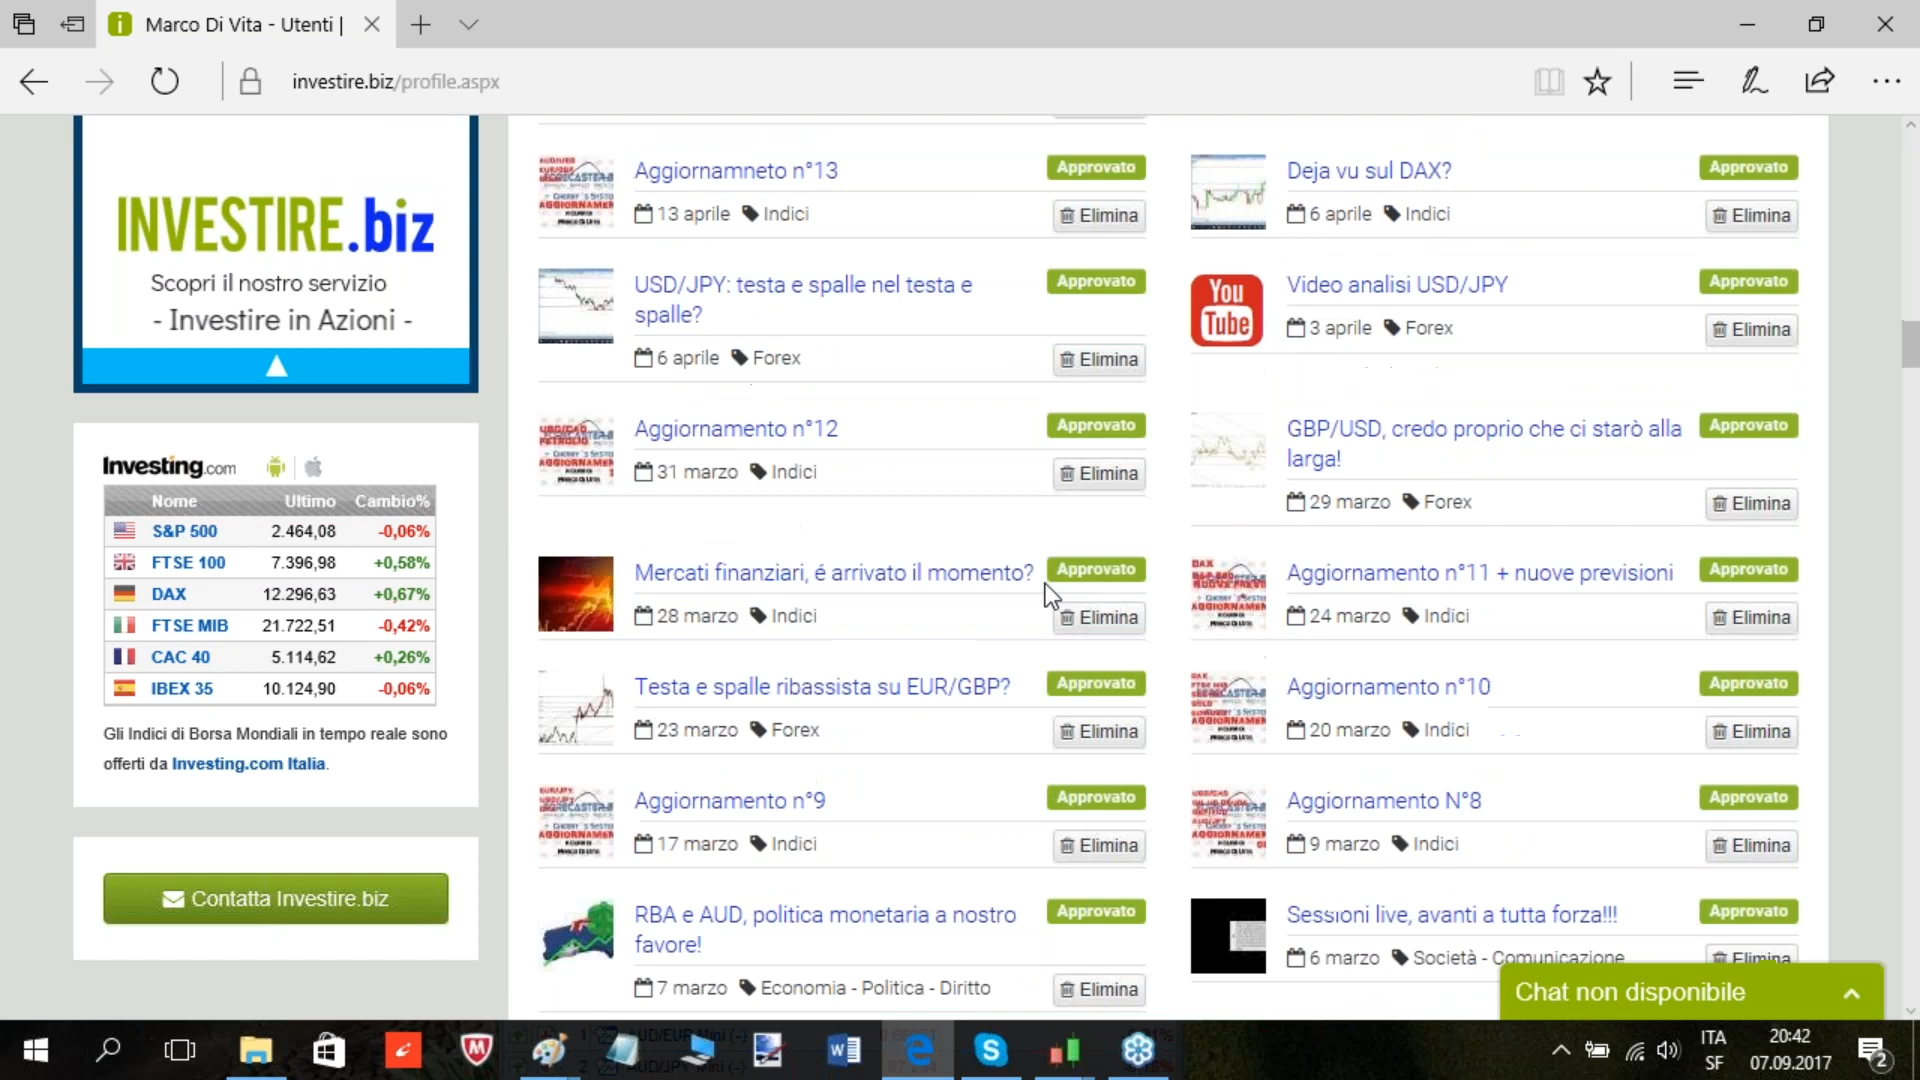 Marco Di Vita - Utenti |
investire.biz/profile.aspx
INVESTIRE.biz
Scopri il nostro servizio
- Investire in Azioni -
Investing.com
Nome Ultimo Cambio%
S&P 500 2.464,08 -0,06%
FTSE 100 7.396,98 +0,58%
DAX 12.296,63 +0,67%
FTSE MIB 21.722,51 -0,42%
CAC 40 5.114,62 +0,26%
IBEX 35 10.124,90 -0,06%
Gli Indici di Borsa Mondiali in tempo reale sono
offerti da Investing.com Italia.
Contatta Investire.biz
Aggiornamneto n°13 Approvato
13 aprile Indici Elimina
Deja vu sul DAX? Approvato
6 aprile Indici Elimina
USD/JPY: testa e spalle nel testa e Approvato
spalle?
6 aprile Forex Elimina
You
Tube
Video analisi USD/JPY Approvato
3 aprile Forex Elimina
Aggiornamento n°12 Approvato
31 marzo Indici Elimina
GBP/USD, credo proprio che ci starò alla Approvato
larga!
29 marzo Forex Elimina
Mercati finanziari, é arrivato il momento? Approvato
28 marzo Indici Elimina
Aggiornamento n°11 + nuove previsioni Approvato
24 marzo Indici Elimina
Testa e spalle ribassista su EUR/GBP? Approvato
23 marzo Forex Elimina
Aggiornamento n°10 Approvato
20 marzo Indici Elimina
Aggiornamento n°9 Approvato
17 marzo Indici Elimina
Aggiornamento N°8 Approvato
9 marzo Indici Elimina
RBA e AUD, politica monetaria a nostro Approvato
favore!
7 marzo Economia - Politica - Diritto Elimina
Sessioni live, avanti a tutta forza!!! Approvato
6 marzo Società - Comunicazione Elimina
Chat non disponibile
ITA
SF
20:42
07.09.2017
2